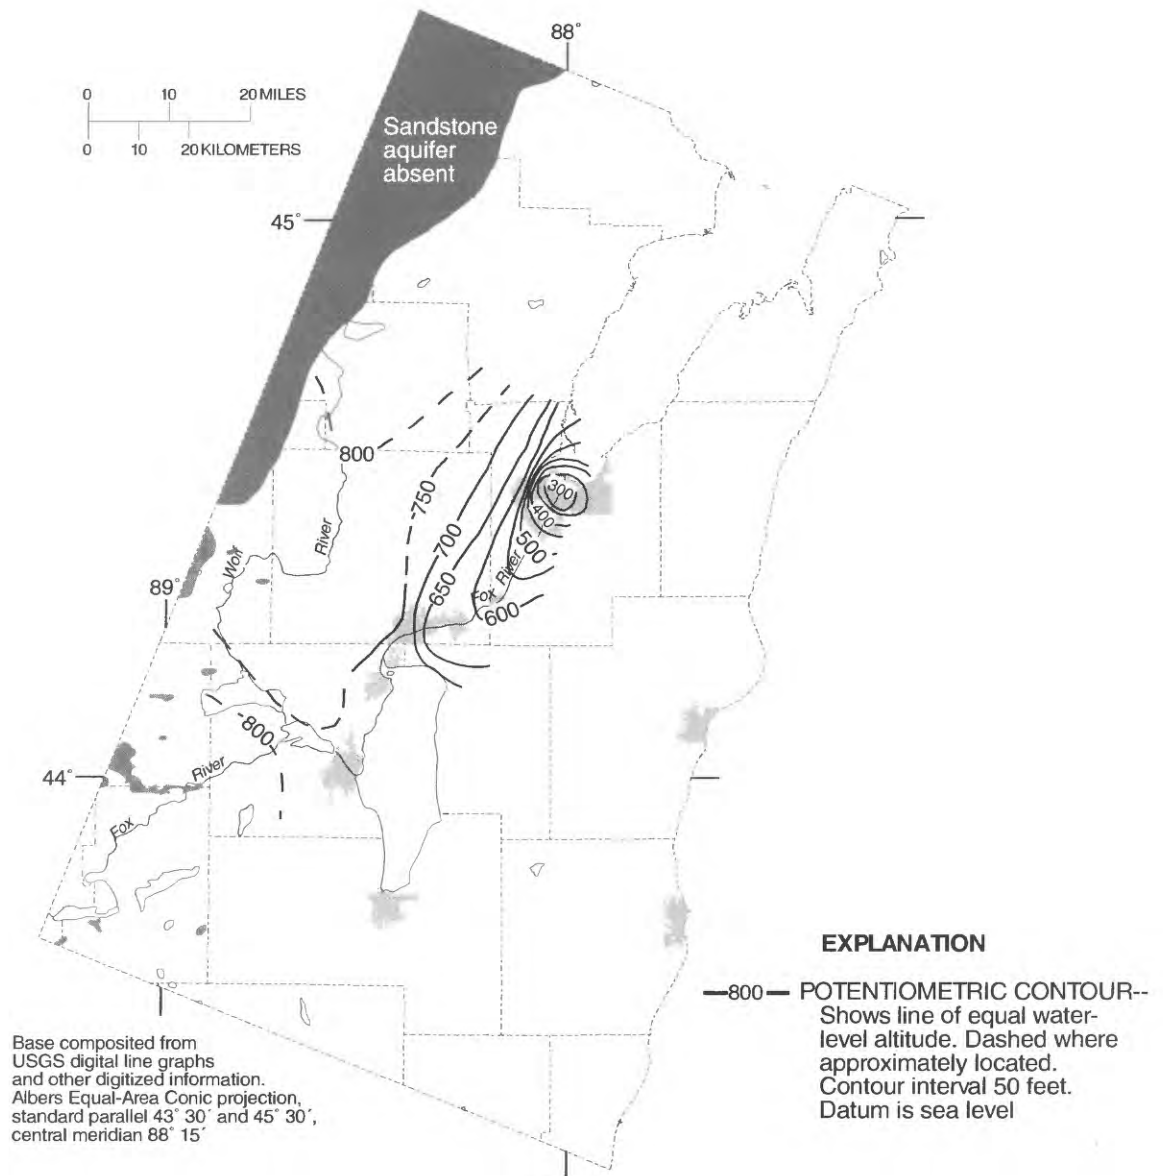 88°
0 10 20 MILES
0 10 20 KILOMETERS
Sandstone
aquifer
absent
45°
800
750
300
400
700
500
650
River
Wolf
Fox River
89°
600
800
River
44°
Fox
EXPLANATION
800 POTENTIOMETRIC CONTOUR--
Shows line of equal water-
level altitude. Dashed where
approximately located.
Contour interval 50 feet.
Datum is sea level
Base composited from
USGS digital line graphs
and other digitized information.
Albers Equal-Area Conic projection,
standard parallel 43° 30´ and 45° 30´,
central meridian 88° 15´